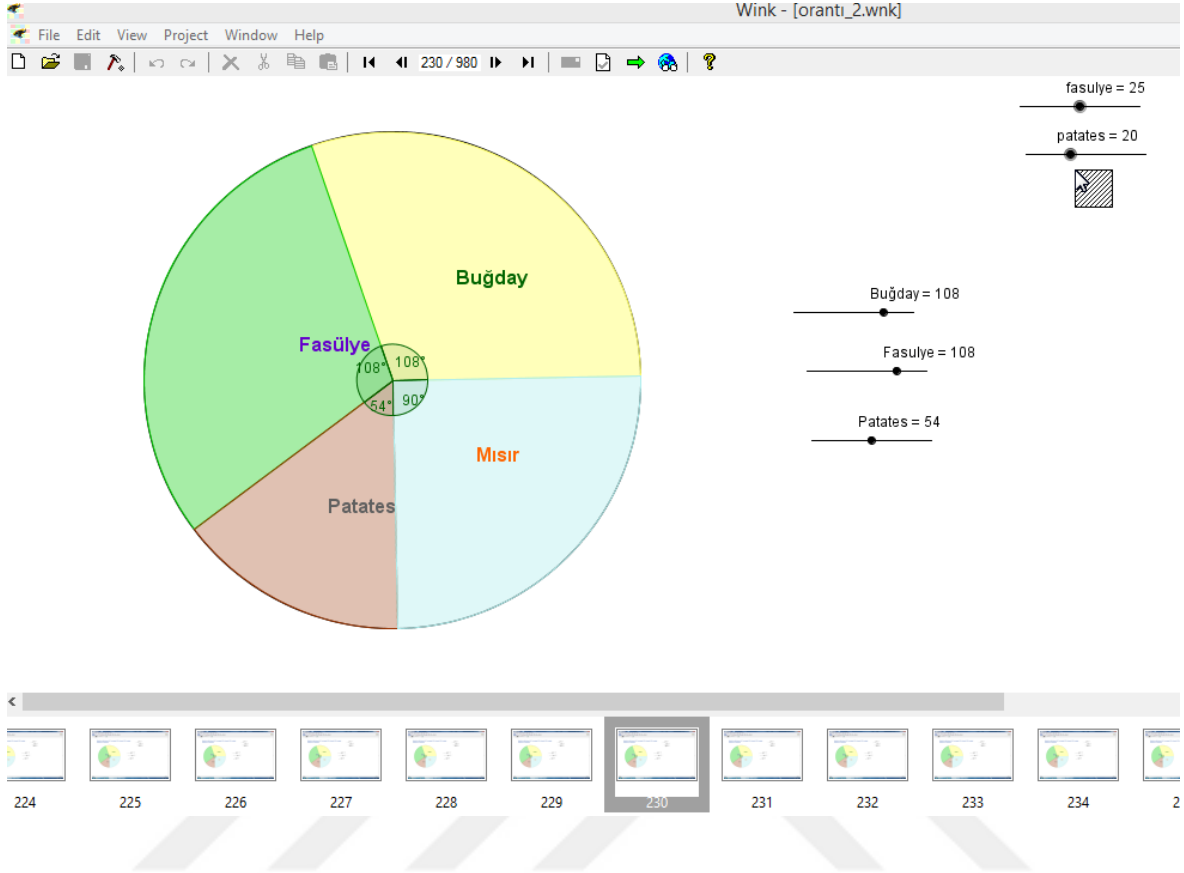 Wink - [orantı_2.wnk]
File Edit View Project Window Help
230 / 980
fasulye = 25
patates = 20
Buğday
Buğday = 108
Fasülye
108° 108°
Fasulye = 108
54° 90°
Patates = 54
Mısır
Patates
224 225 226 227 228 229 230 231 232 233 234 2